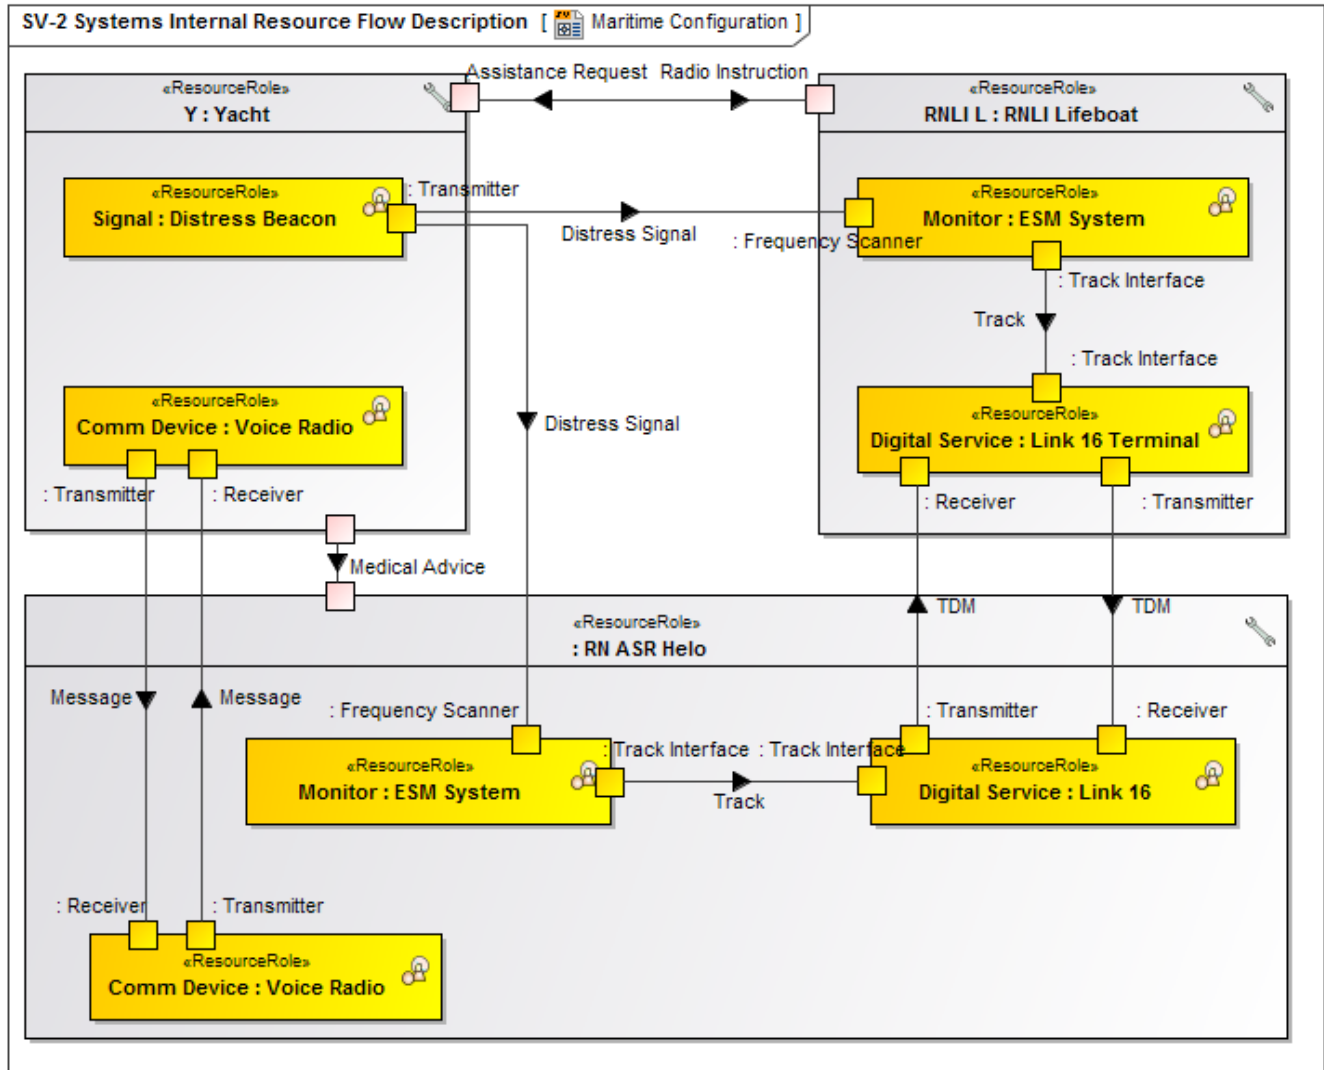 SV-2 Systems Internal Resource Flow Description [ Maritime Configuration ]
Assistance Request Radio Instruction
«ResourceRole»
Y : Yacht
«ResourceRole»
RNLI L : RNLI Lifeboat
«ResourceRole»
Signal : Distress Beacon
: Transmitter
Distress Signal
: Frequency Scanner
«ResourceRole»
Monitor : ESM System
: Track Interface
Track
: Track Interface
«ResourceRole»
Comm Device : Voice Radio
Distress Signal
«ResourceRole»
Digital Service : Link 16 Terminal
: Transmitter
: Receiver
: Receiver
: Transmitter
Medical Advice
TDM
TDM
«ResourceRole»
: RN ASR Helo
Message
Message
: Frequency Scanner
: Transmitter
: Receiver
: Track Interface : Track Interface
«ResourceRole»
Monitor : ESM System
Track
«ResourceRole»
Digital Service : Link 16
: Receiver
: Transmitter
«ResourceRole»
Comm Device : Voice Radio